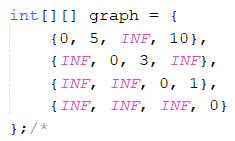 int[][] graph = {
{0, 5, INF, 10},
{INF, 0, 3, INF},
{INF, INF, 0, 1},
{INF, INF, INF, 0}
};/*